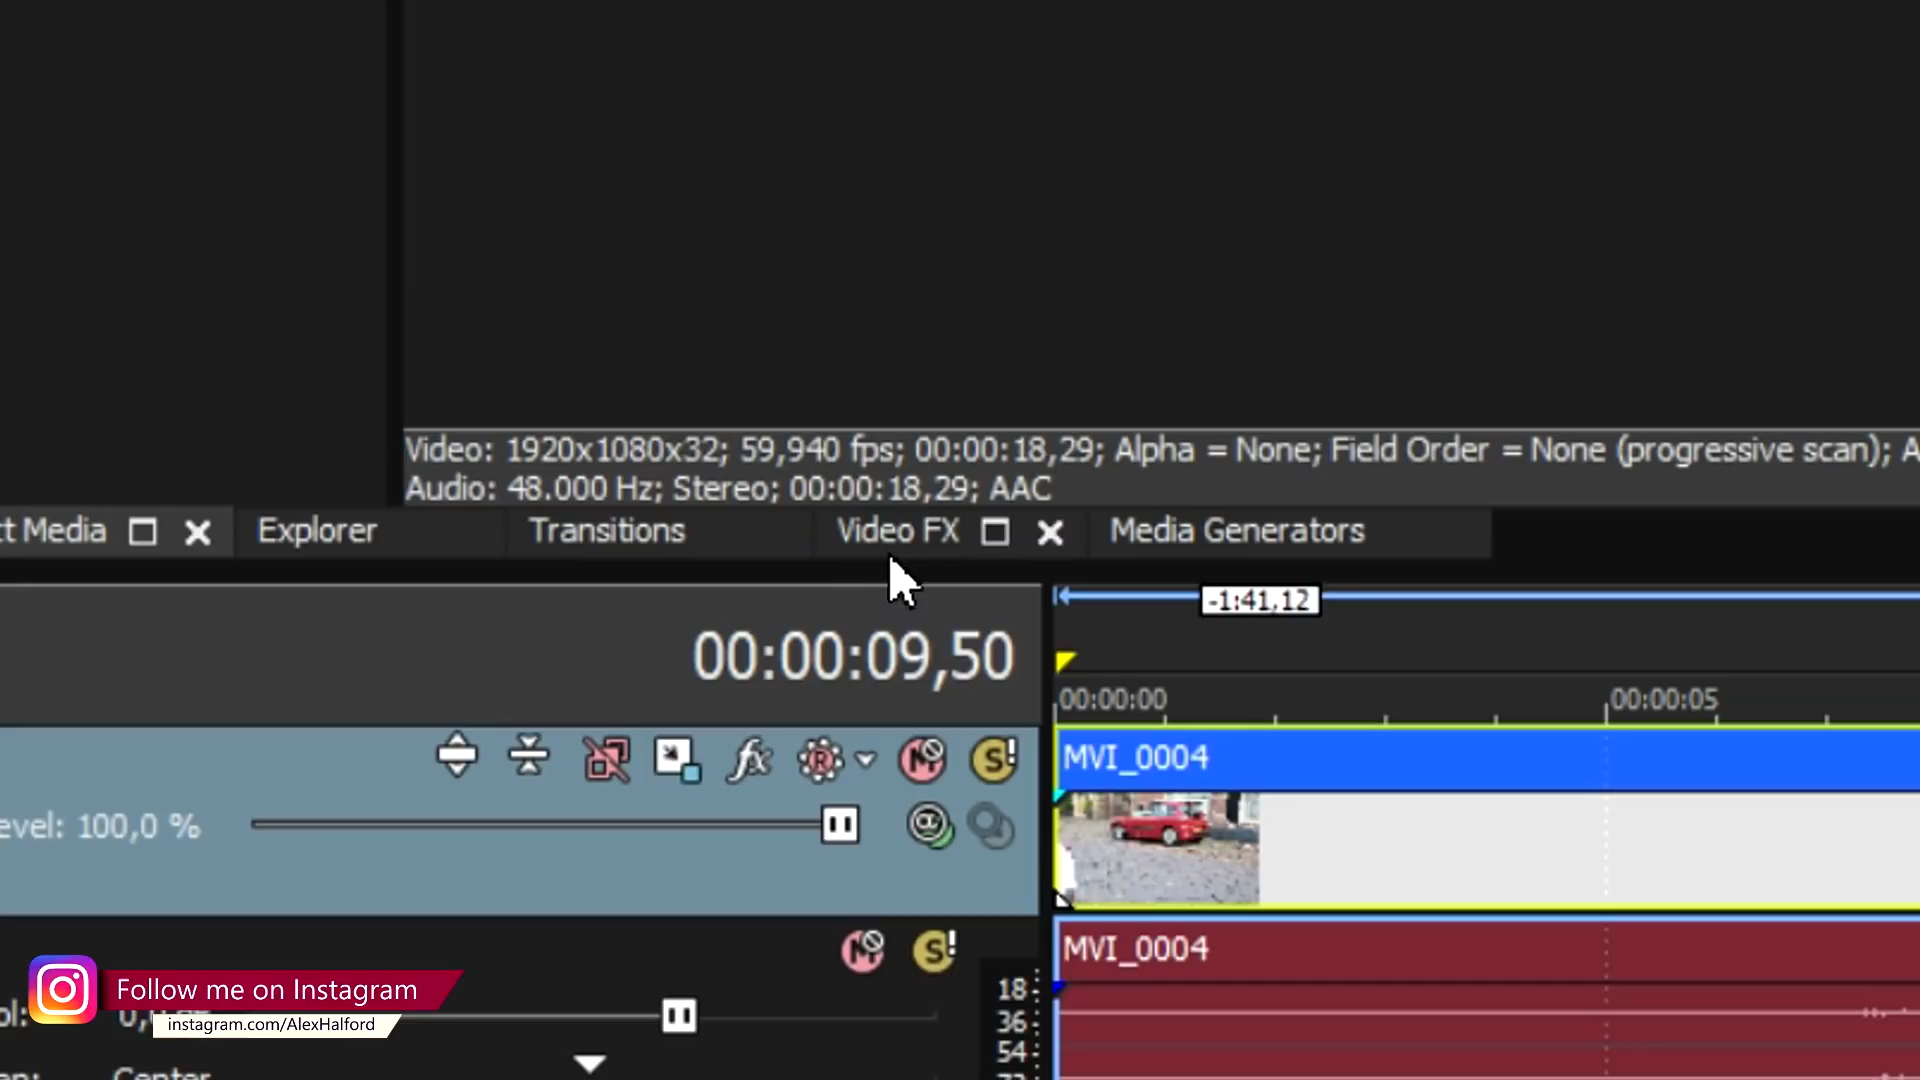 Video: 1920x1080x32; 59,940 fps; 00:00:18,29; Alpha = None; Field Order = None (progressive scan); A
Audio: 48.000 Hz; Stereo; 00:00:18,29; AAC
ct Media Explorer Transitions Video FX Media Generators
-1:41,12
00:00:09,50
00:00:00 00:00:05
MVI_0004
evel: 100,0 %
MVI_0004
18
36
54
Follow me on Instagram
instagram.com/AlexHalford
Center